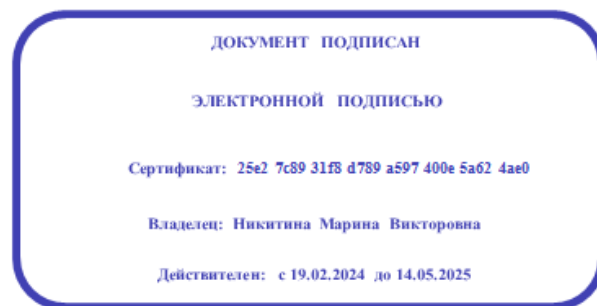 ДОКУМЕНТ ПОДПИСАН
ЭЛЕКТРОННОЙ ПОДПИСЬЮ
Сертификат: 25e2 7c89 31f8 d789 a597 400e 5a62 4ae0
Владелец: Никитина Марина Викторовна
Действителен: с 19.02.2024 до 14.05.2025